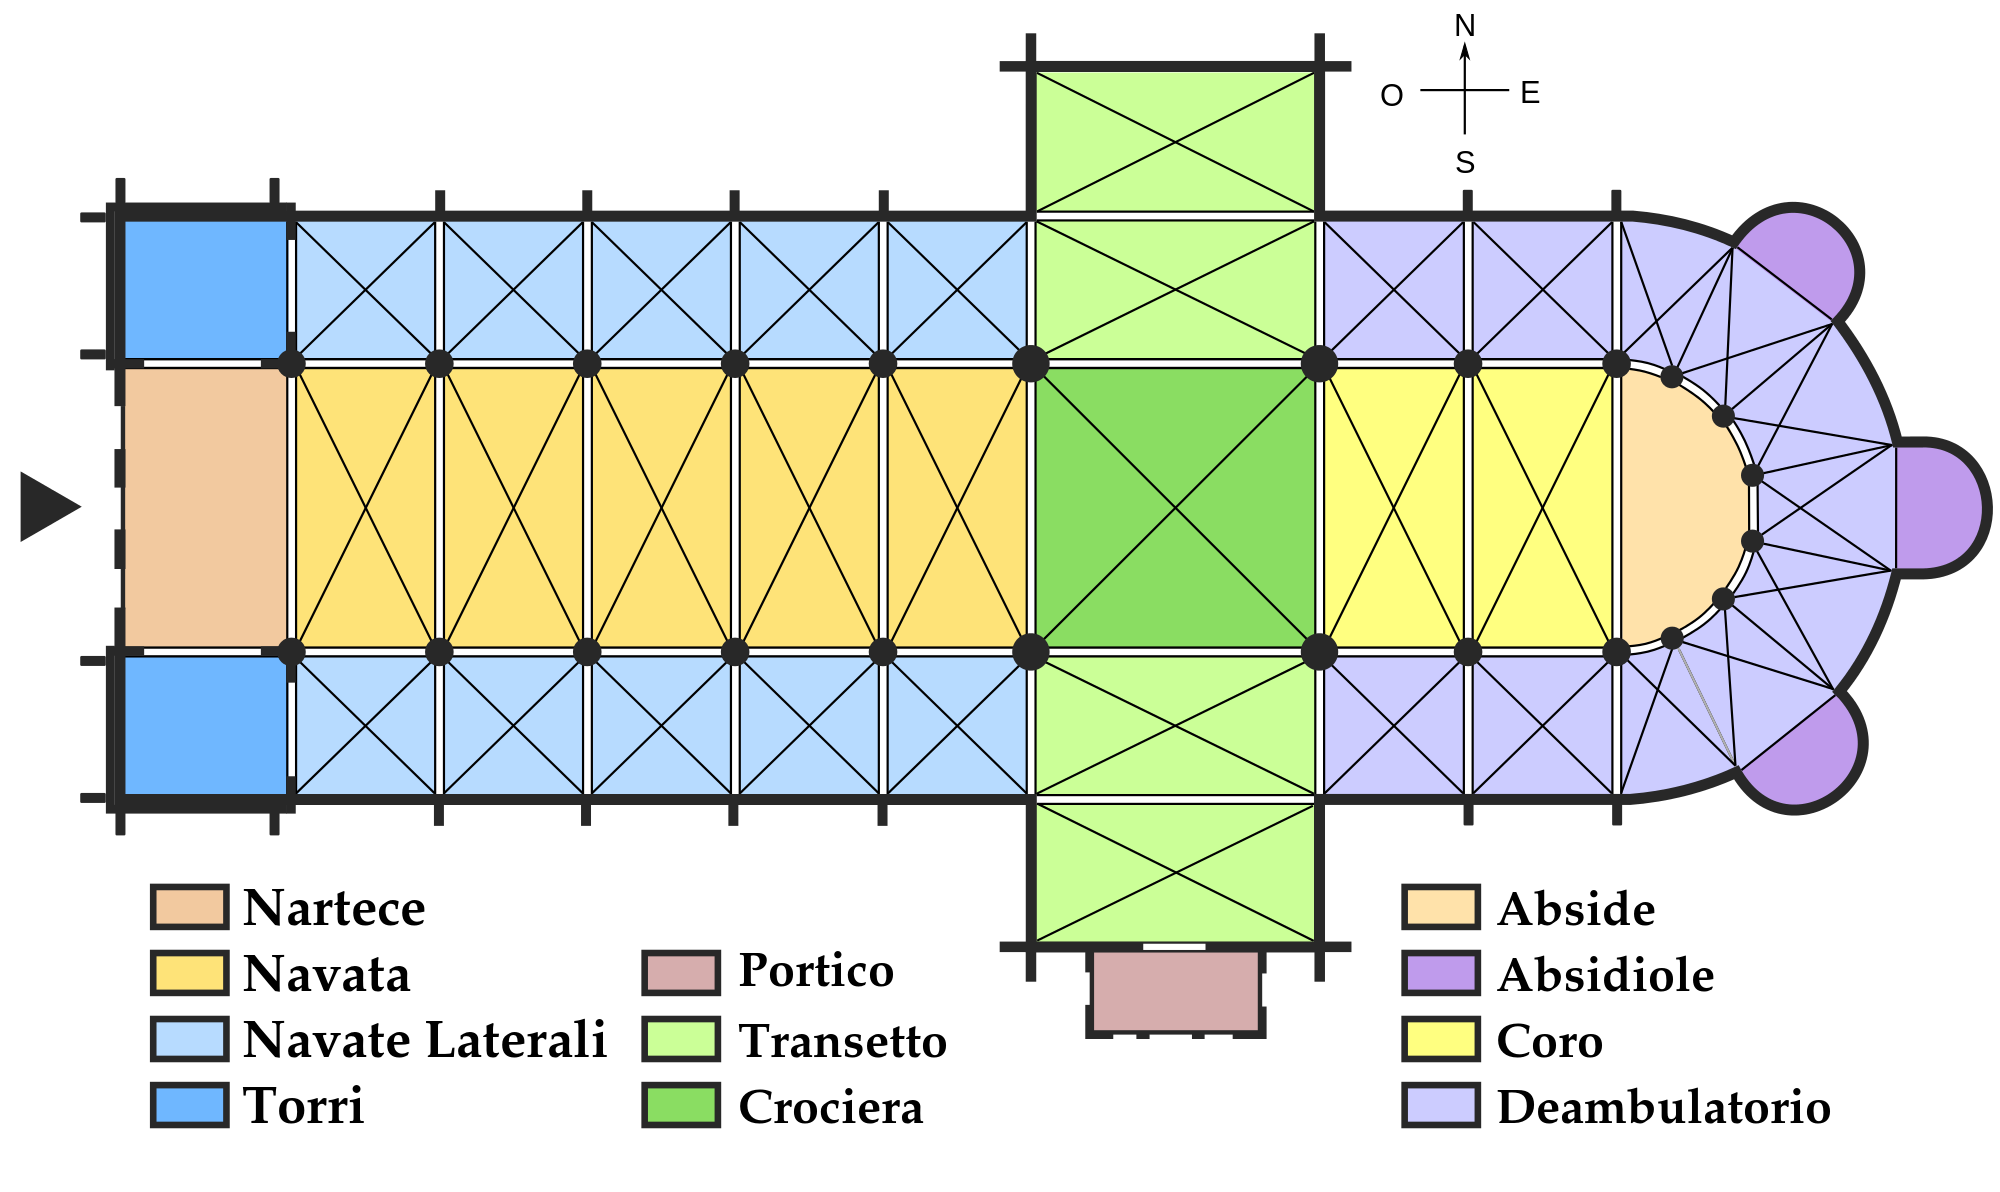 N
O
E
S
Nartece
Navata
Navate Laterali
Torri
Portico
Transetto
Crociera
Abside
Absidiole
Coro
Deambulatorio